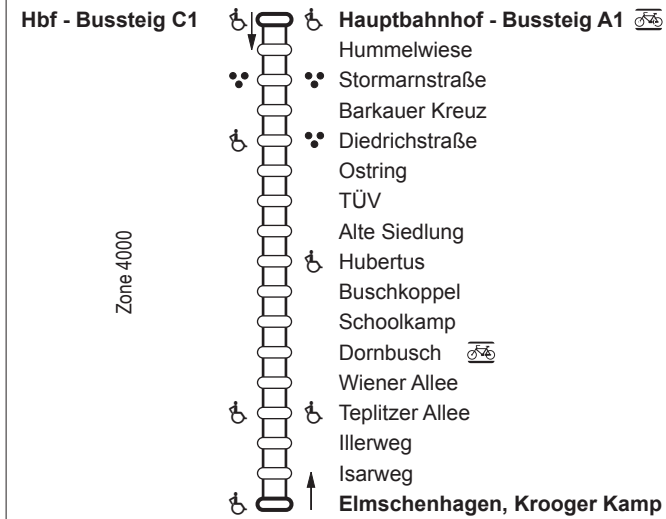 Hbf - Bussteig C1 Hauptbahnhof - Bussteig A1
Hummelwiese
Stormarnstraße
Barkauer Kreuz
Diedrichstraße
Ostring
TÜV
Alte Siedlung
Zone 4000
Hubertus
Buschkoppel
Schoolkamp
Dornbusch
Wiener Allee
Teplitzer Allee
Illerweg
Isarweg
Elmschenhagen, Krooger Kamp